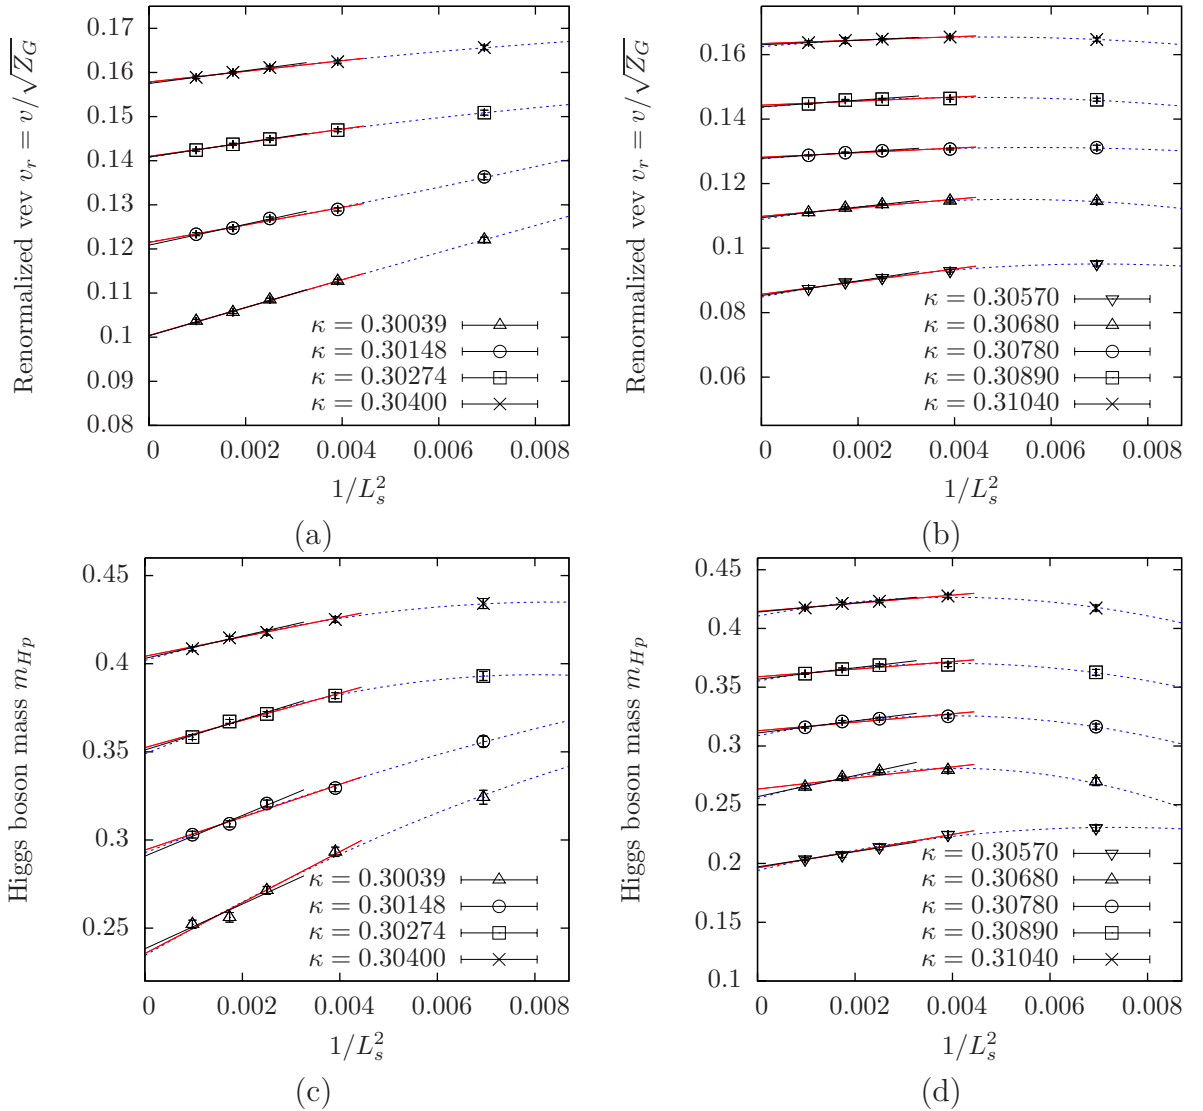 Renormalized vev v_r = v/√Z_G
0.17
0.16
0.15
0.14
0.13
0.12
0.11
0.1
0.09
0.08
κ = 0.30039
κ = 0.30148
κ = 0.30274
κ = 0.30400
0 0.002 0.004 0.006 0.008
1/L_s^2
(a)
Renormalized vev v_r = v/√Z_G
0.16
0.14
0.12
0.1
0.08
0.06
κ = 0.30570
κ = 0.30680
κ = 0.30780
κ = 0.30890
κ = 0.31040
0 0.002 0.004 0.006 0.008
1/L_s^2
(b)
Higgs boson mass m_{Hp}
0.45
0.4
0.35
0.3
0.25
κ = 0.30039
κ = 0.30148
κ = 0.30274
κ = 0.30400
0 0.002 0.004 0.006 0.008
1/L_s^2
(c)
Higgs boson mass m_{Hp}
0.45
0.4
0.35
0.3
0.25
0.2
0.15
0.1
κ = 0.30570
κ = 0.30680
κ = 0.30780
κ = 0.30890
κ = 0.31040
0 0.002 0.004 0.006 0.008
1/L_s^2
(d)